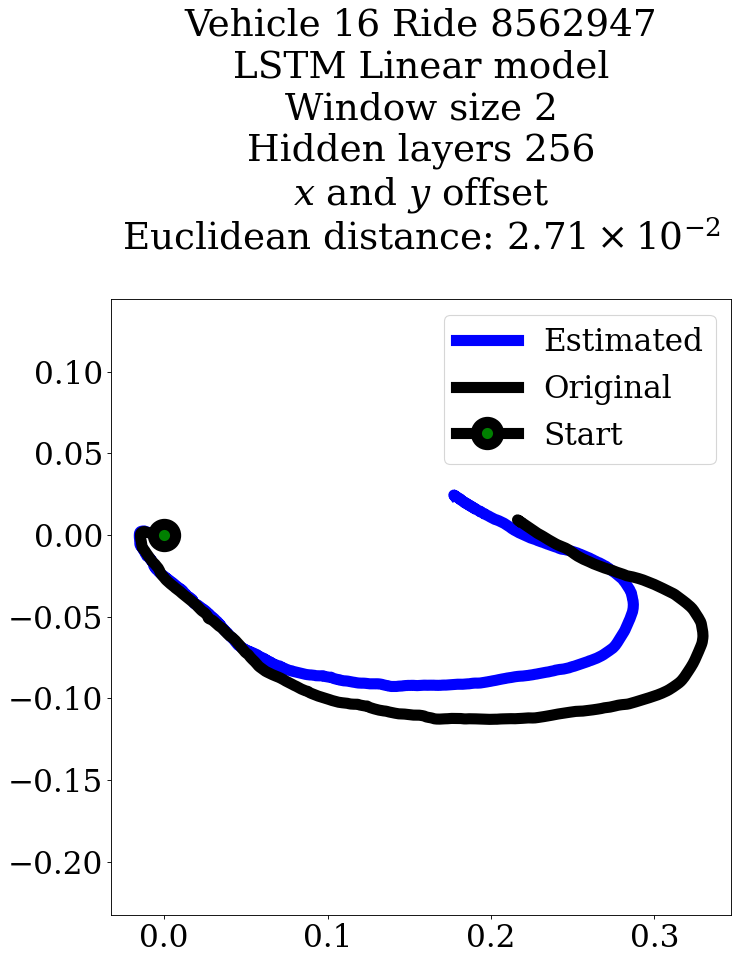 Vehicle 16 Ride 8562947
LSTM Linear model
Window size 2
Hidden layers 256
x and y offset
Euclidean distance: 2.71 × 10⁻²
Estimated
Original
Start
0.10
0.05
0.00
−0.05
−0.10
−0.15
−0.20
0.0 0.1 0.2 0.3